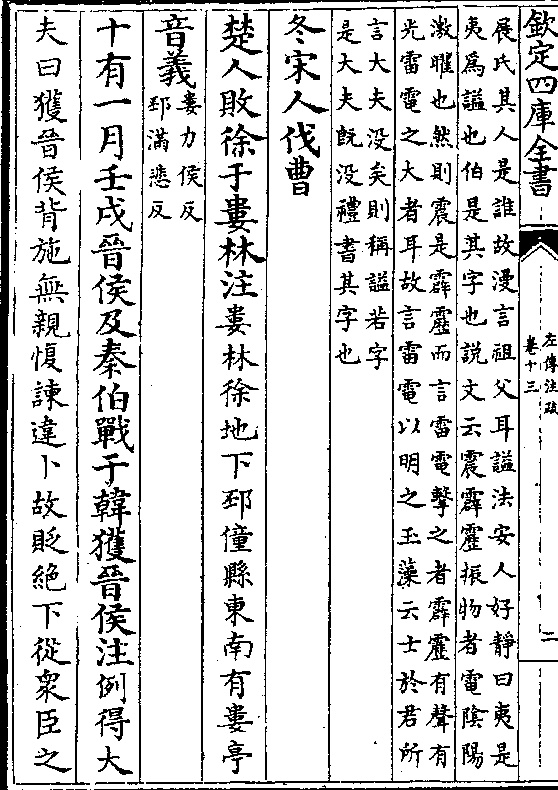 欽定四庫全書
左傳注疏
卷十三
二
展氏其人是誰故漫言祖父耳諡法安人好靜曰夷是
夷爲諡也伯是其字也説文云震霹靂振物者電陰陽
激曜也然則震是霹靂而言雷電擊之者霹靂有聲有
光雷電之大者耳故言雷電以明之玉藻云士於君所
言大夫没矣則稱諡若字
是大夫既没禮書其字也
冬宋人伐曹
楚人敗徐于婁林注婁林徐地下邳僮縣東南有婁亭
音義婁力侯反
邳蒲悲反
十有一月壬戌晉侯及秦伯戰于韓獲晉侯注例得大
夫曰獲晉侯背施無親愎諫違卜故貶絶下從衆臣之